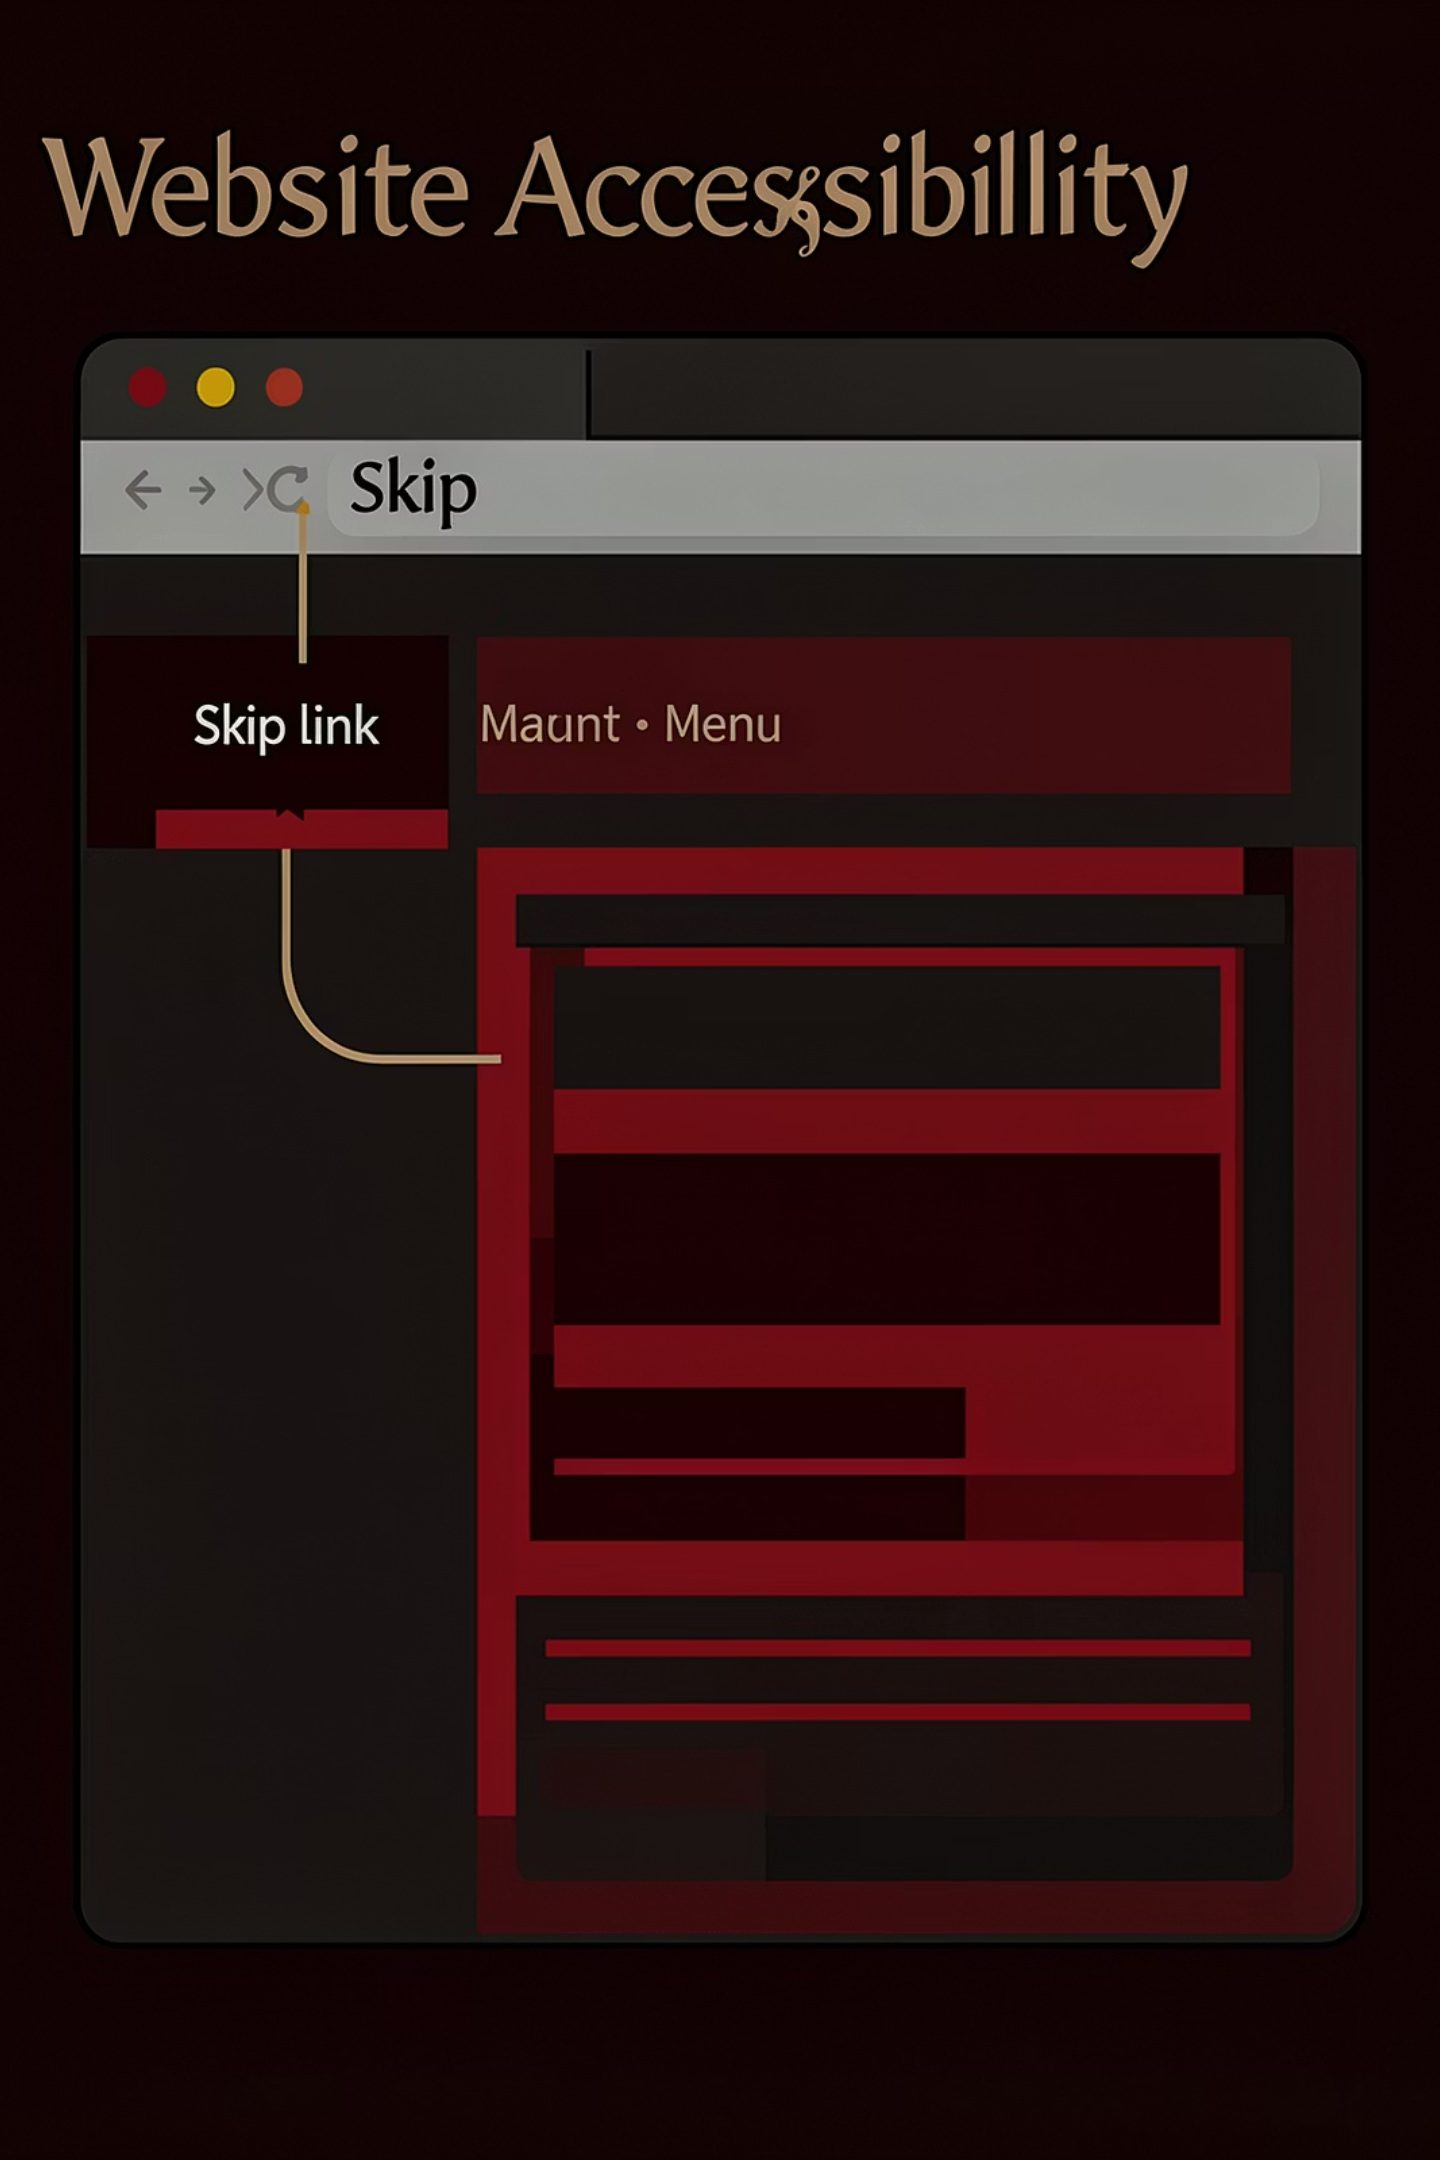 Website Accessibillity
Skip
Skip link
Maunt • Menu